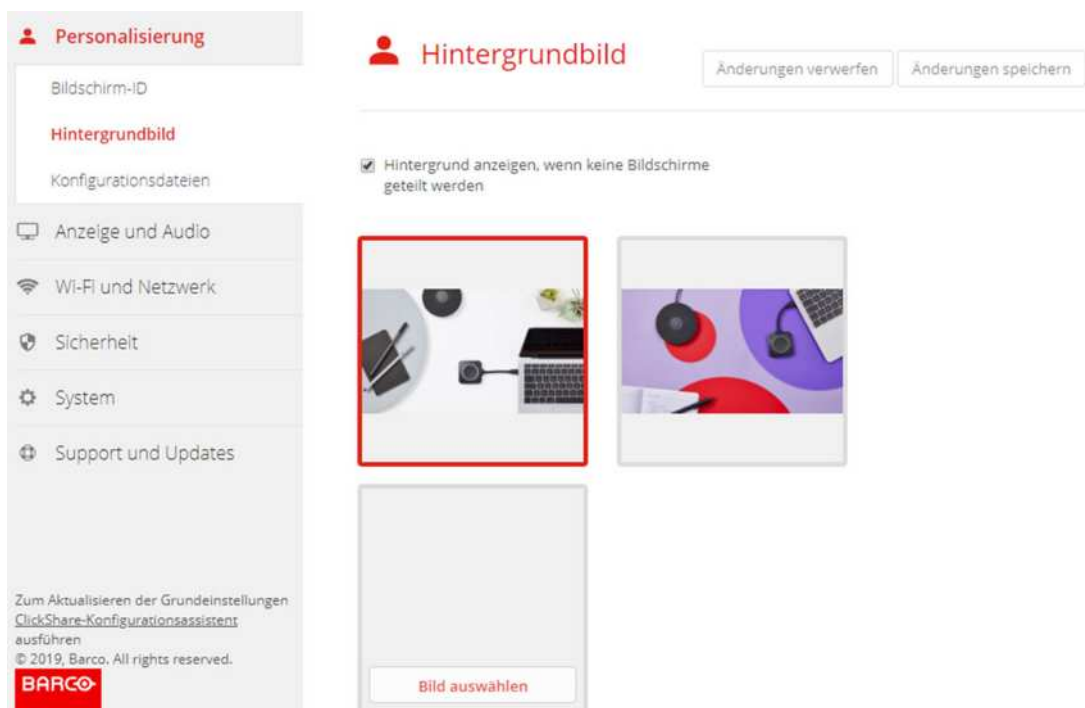 Personalisierung
Bildschirm-ID
Hintergrundbild
Konfigurationsdateien
Anzeige und Audio
Wi-Fi und Netzwerk
Sicherheit
System
Support und Updates
Zum Aktualisieren der Grundeinstellungen
ClickShare-Konfigurationsassistent
ausführen
© 2019, Barco. All rights reserved.
BARCO
Hintergrundbild
Änderungen verwerfen
Änderungen speichern
Hintergrund anzeigen, wenn keine Bildschirme
geteilt werden
Bild auswählen